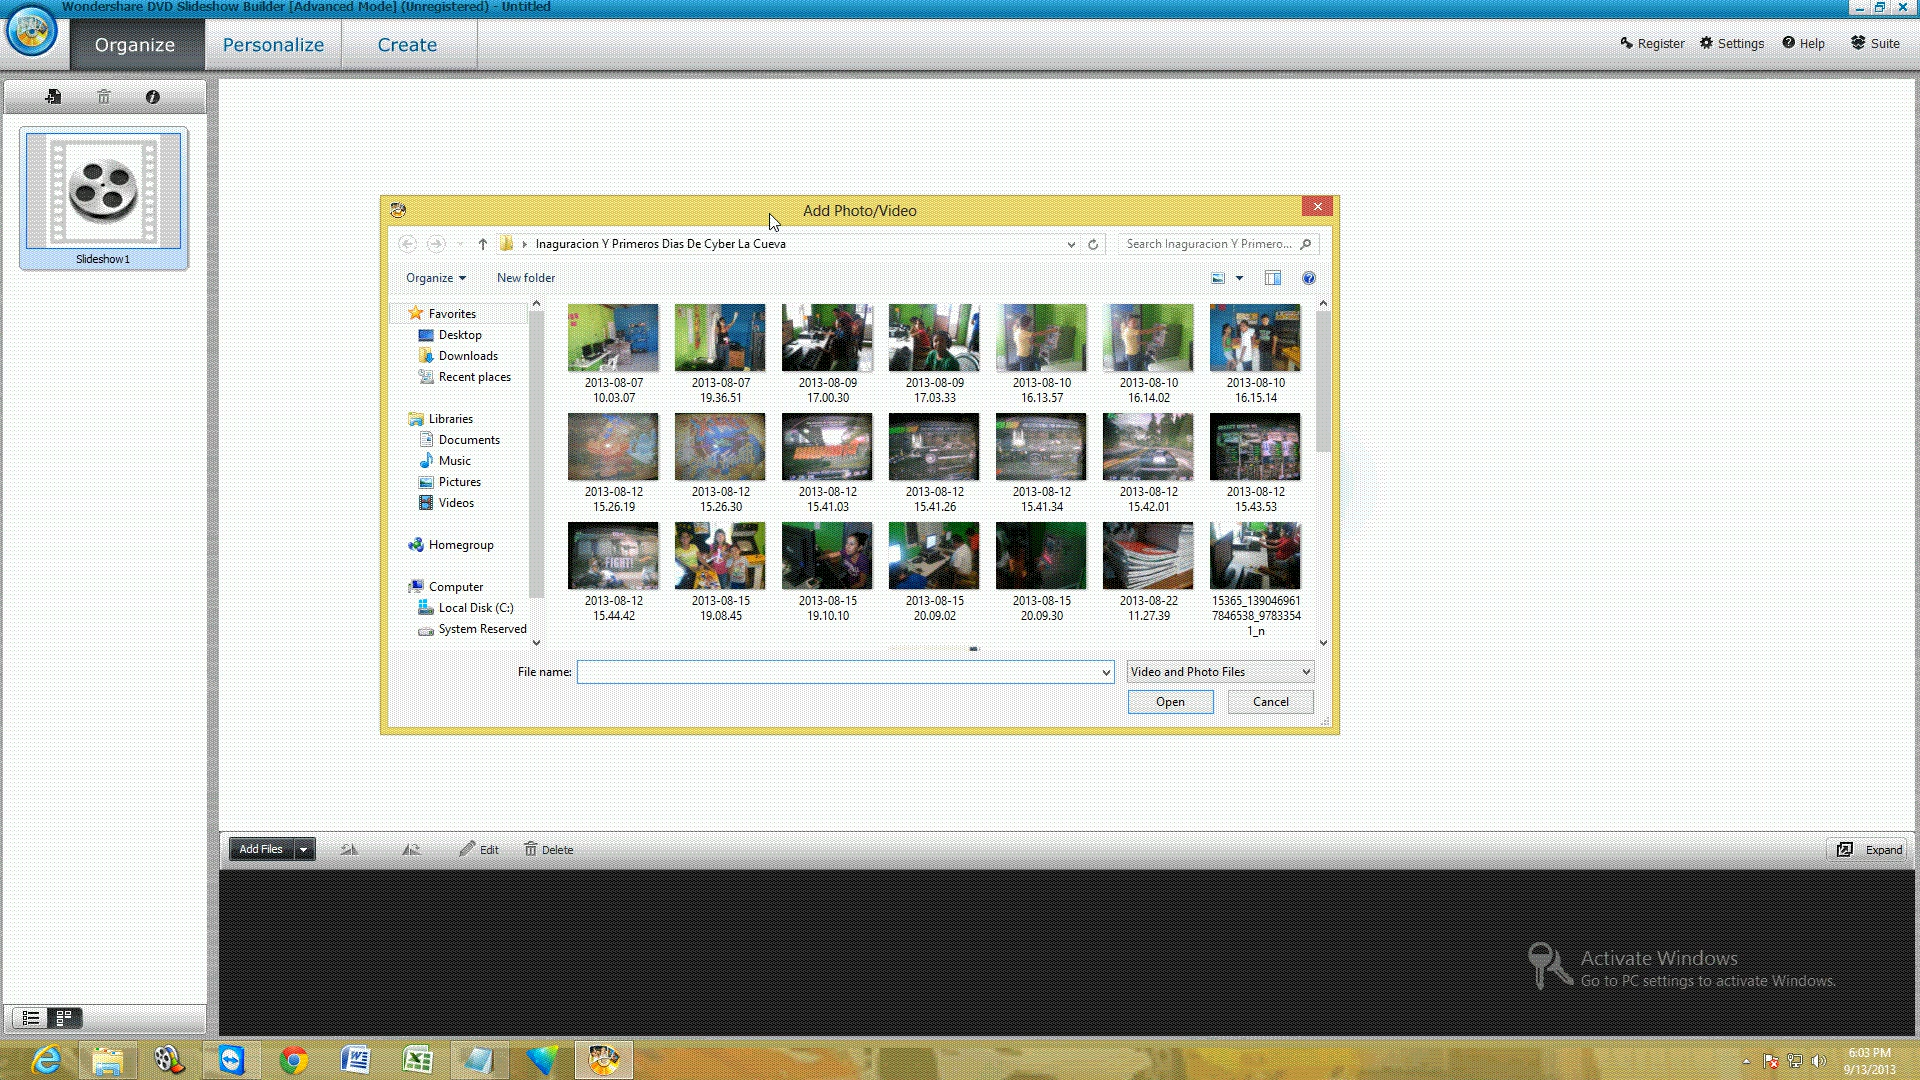 Wondershare DVD Slideshow Builder [Advanced Mode] (Unregistered) - Untitled
Organize
Personalize
Create
Register
Settings
Help
Suite
Slideshow1
Add Photo/Video
Inaguracion Y Primeros Dias De Cyber La Cueva
Search Inaguracion Y Primero...
Organize
New folder
Favorites
Desktop
Downloads
Recent places
Libraries
Documents
Music
Pictures
Videos
Homegroup
Computer
Local Disk (C:)
System Reserved
2013-08-07
10.03.07
2013-08-07
19.36.51
2013-08-09
17.00.30
2013-08-09
17.03.33
2013-08-10
16.13.57
2013-08-10
16.14.02
2013-08-10
16.15.14
2013-08-12
15.26.19
2013-08-12
15.26.30
2013-08-12
15.41.03
2013-08-12
15.41.26
2013-08-12
15.41.34
2013-08-12
15.42.01
2013-08-12
15.43.53
FIGHT!
2013-08-12
15.44.42
2013-08-15
19.08.45
2013-08-15
19.10.10
2013-08-15
20.09.02
2013-08-15
20.09.30
2013-08-22
11.27.39
15365_139046961
7846538_9783354
1_n
File name:
Video and Photo Files
Open
Cancel
Add Files
Edit
Delete
Expand
Activate Windows
Go to PC settings to activate Windows.
6:03 PM
9/13/2013